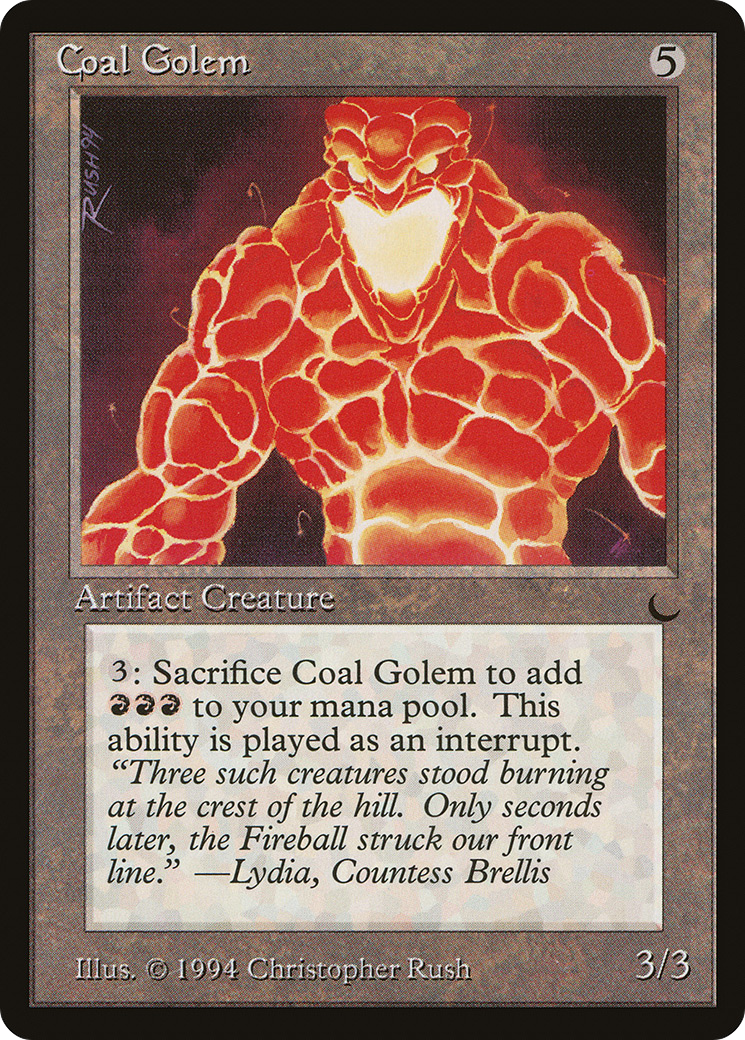 Coal Golem 5
RUSH 94
Artifact Creature
3: Sacrifice Coal Golem to add
to your mana pool. This
ability is played as an interrupt.
“Three such creatures stood burning
at the crest of the hill. Only seconds
later, the Fireball struck our front
line.” —Lydia, Countess Brellis
Illus. © 1994 Christopher Rush 3/3